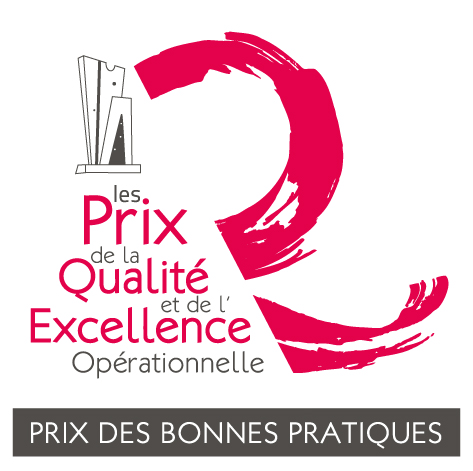 les
Prix
de la
Qualité
et de l'
Excellence
Opérationnelle
PRIX DES BONNES PRATIQUES